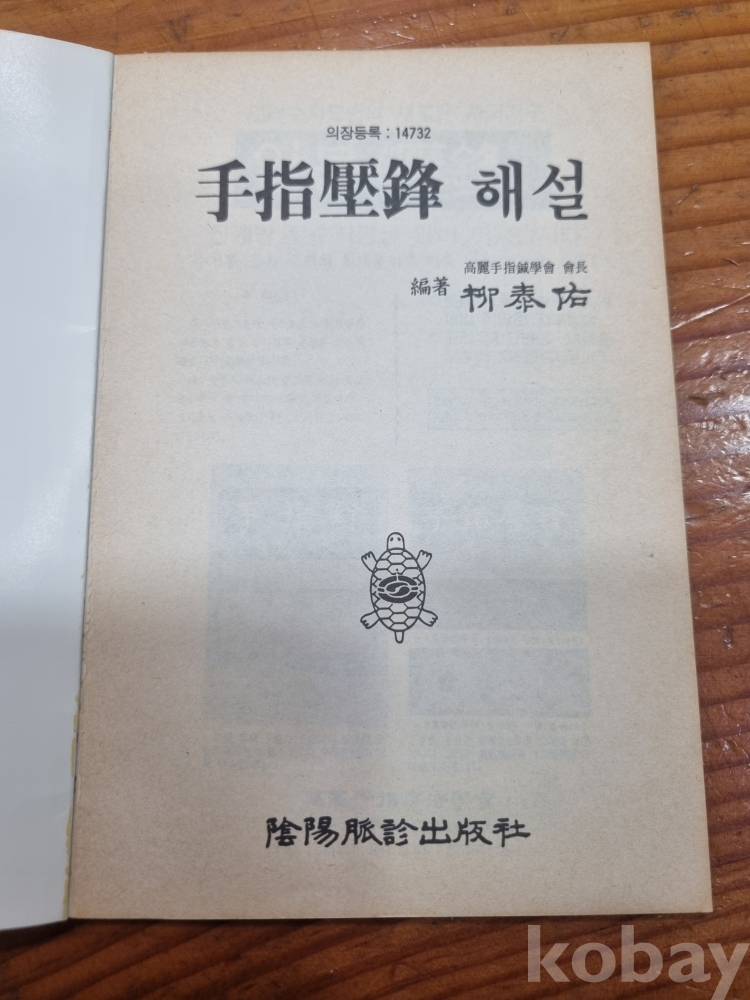 의장등록 : 14732
手指壓鋒 해설
高麗手指鍼學會 會長
編著 柳泰佑
陰陽脈診出版社
kobay